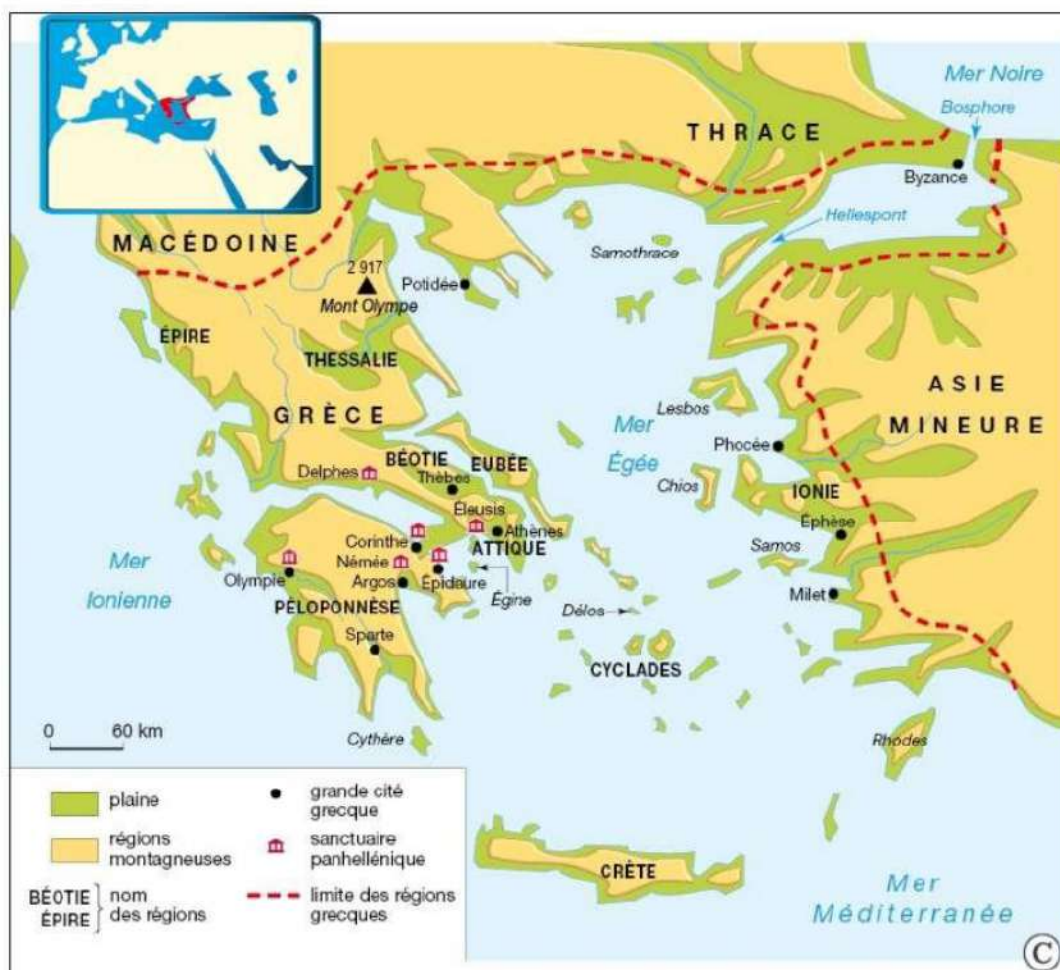 Mer Noire
Bosphore
THRACE
Byzance
Hellespont
MACÉDOINE
Samothrace
2 917
Mont Olympe
Potidée
ÉPIRE
THESSALIE
ASIE
MINEURE
GRÈCE
Lesbos
Mer
Égée
Phocée
BÉOTIE
EUBÉE
Delphes
Thèbes
Chios
IONIE
Éleusis
Éphèse
Athènes
Corinthe
ATTIQUE
Samos
Mer
Ionienne
Némée
Olympie
Argos
Épidaure
Égine
Milet
PÉLOPONNÈSE
Délos
Sparte
CYCLADES
0 60 km
Cythère
Rhodes
plaine
régions
montagneuses
BÉOTIE
ÉPIRE
nom
des régions
grande cité
grecque
sanctuaire
panhellénique
limite des régions
grecques
CRÈTE
Mer
Méditerranée
©